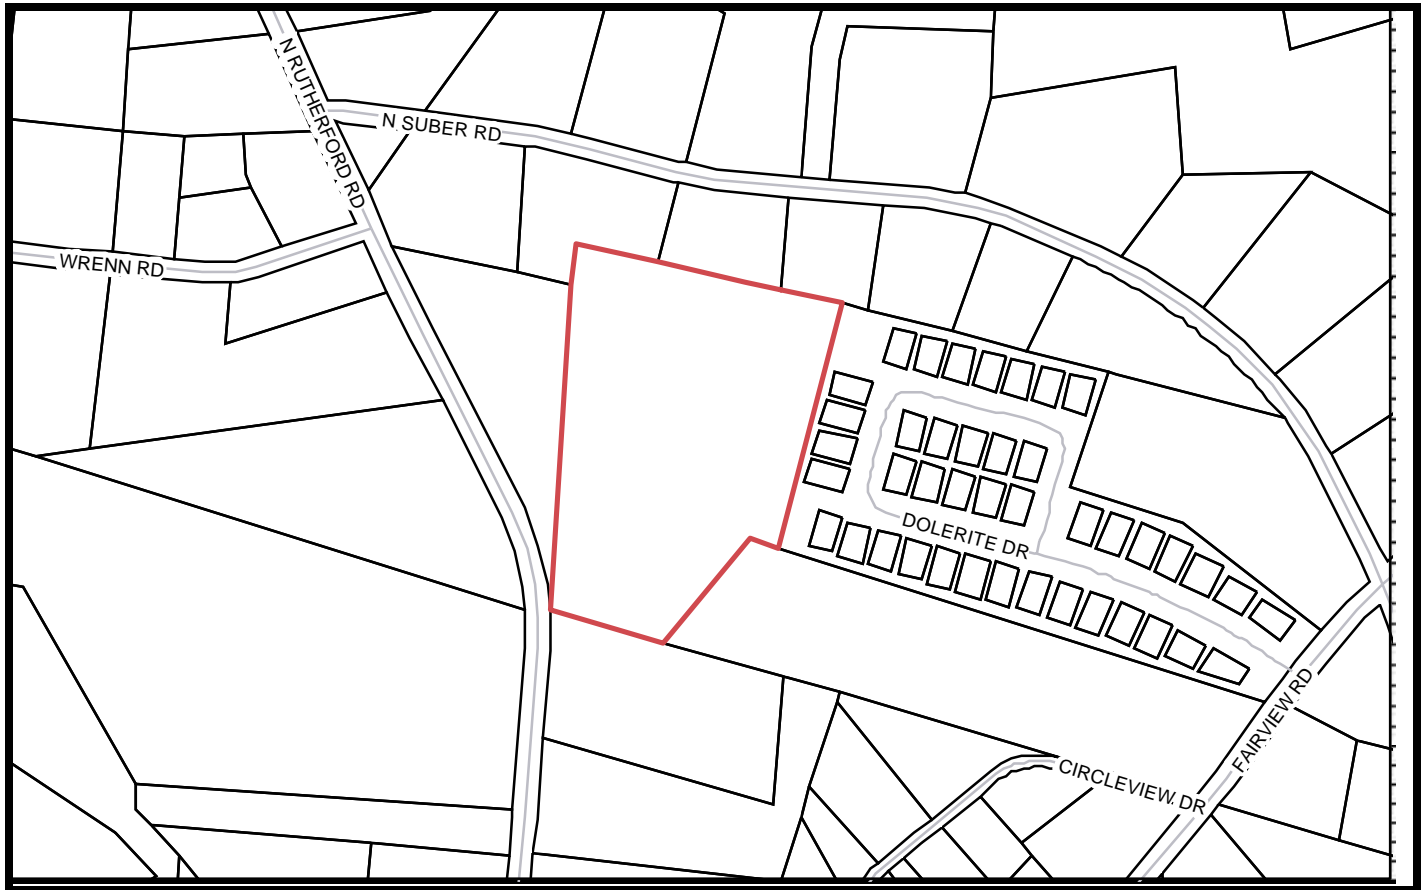 N RUTHERFORD RD
N SUBER RD
WRENN RD
DOLERITE DR
FAIRVIEW RD
CIRCLEVIEW DR